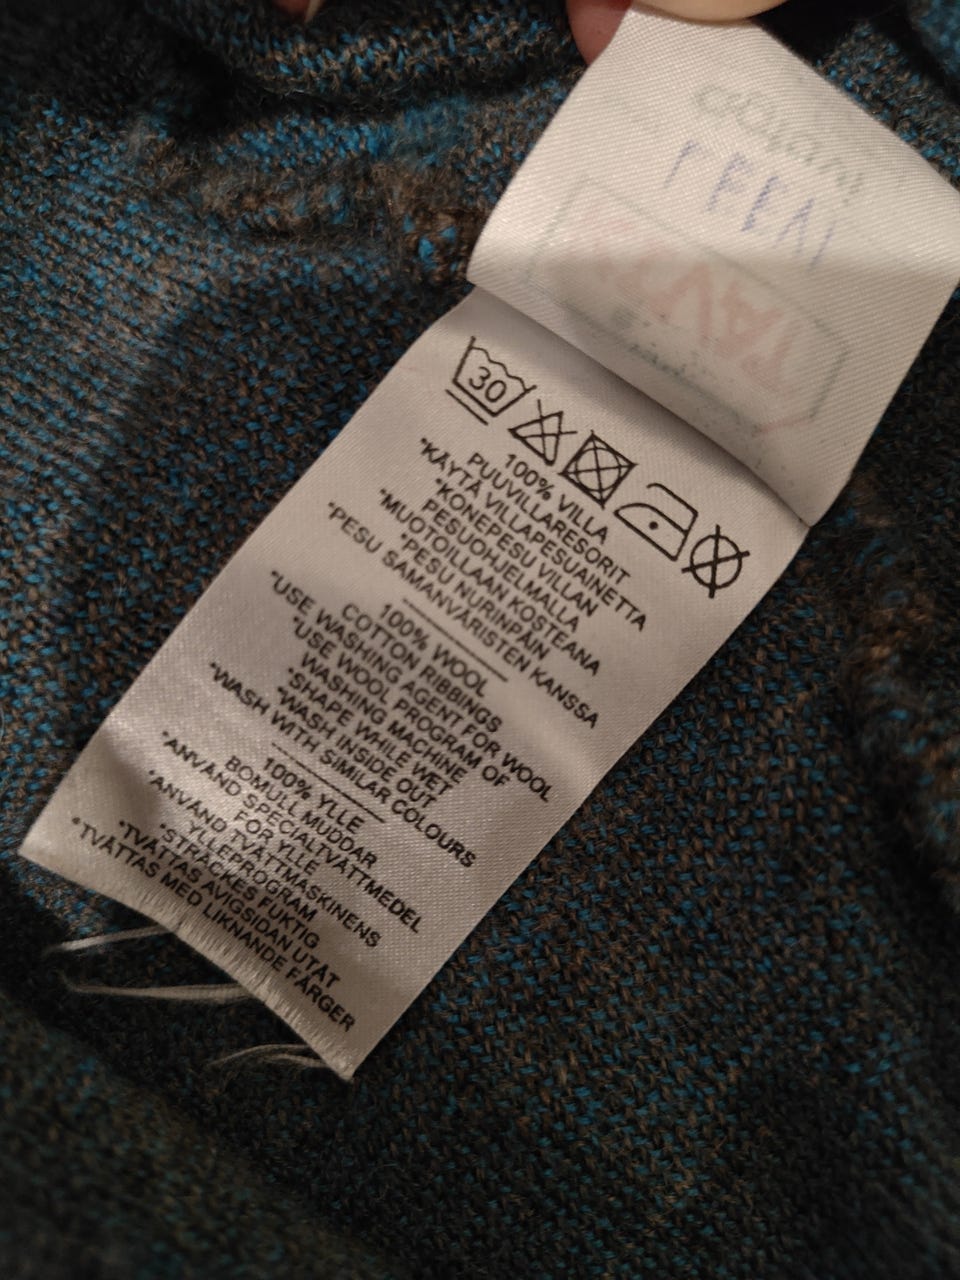 30
100% VILLA
PUUVILLARESORIT
*KÄYTÄ VILLAPESUAINETTA
*KONEPESU VILLAN
PESUOHJELMALLA
*MUOTOILLAAN KOSTEANA
*PESU NURINPÄIN
*PESU SAMANVÄRISTEN KANSSA
100% WOOL
COTTON RIBBINGS
*USE WASHING AGENT FOR WOOL
*USE WOOL PROGRAM OF
WASHING MACHINE
*SHAPE WHILE WET
*WASH INSIDE OUT
*WASH WITH SIMILAR COLOURS
100% YLLE
BOMULL MUDDAR
*ANVÄND SPECIALTVÄTTMEDEL
FÖR YLLE
*ANVÄND TVÄTTMASKINENS
YLLEPROGRAM
*STRÄCKES FUKTIG
*TVÄTTAS AVIGSIDAN UTÅT
*TVÄTTAS MED LIKNANDE FÄRGER